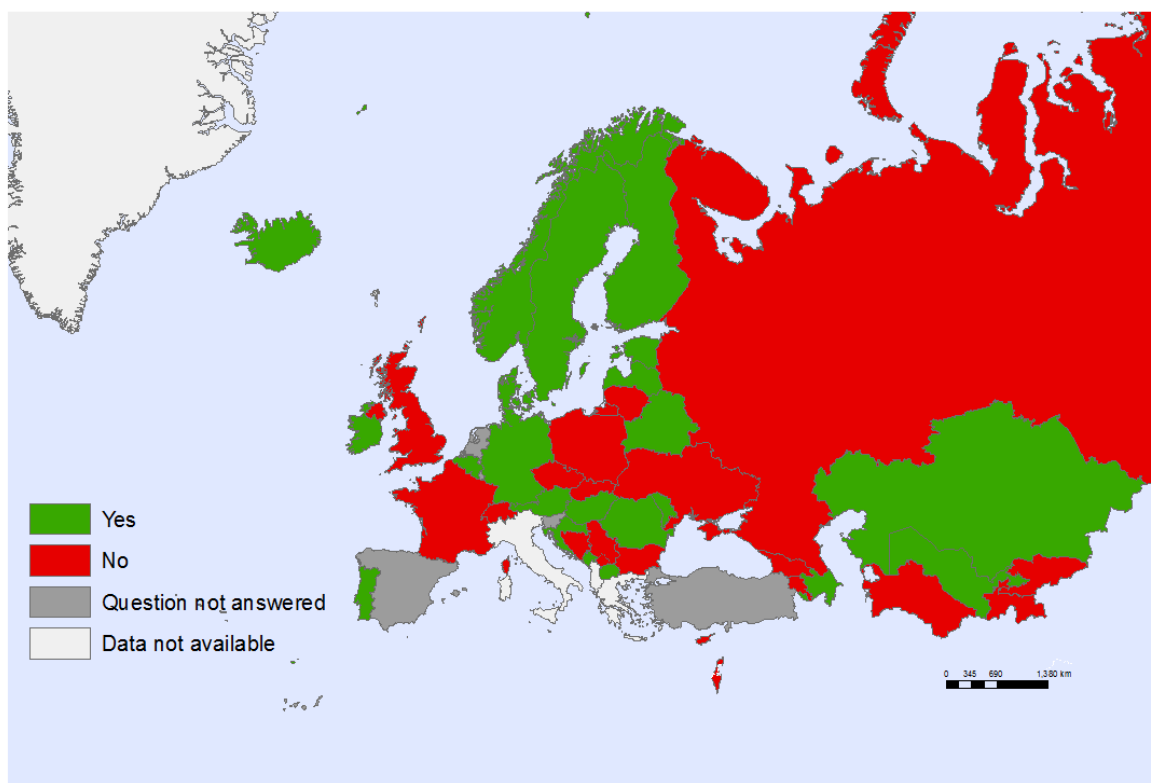 Yes
No
Question not answered
Data not available
0 345 690 1,380 km